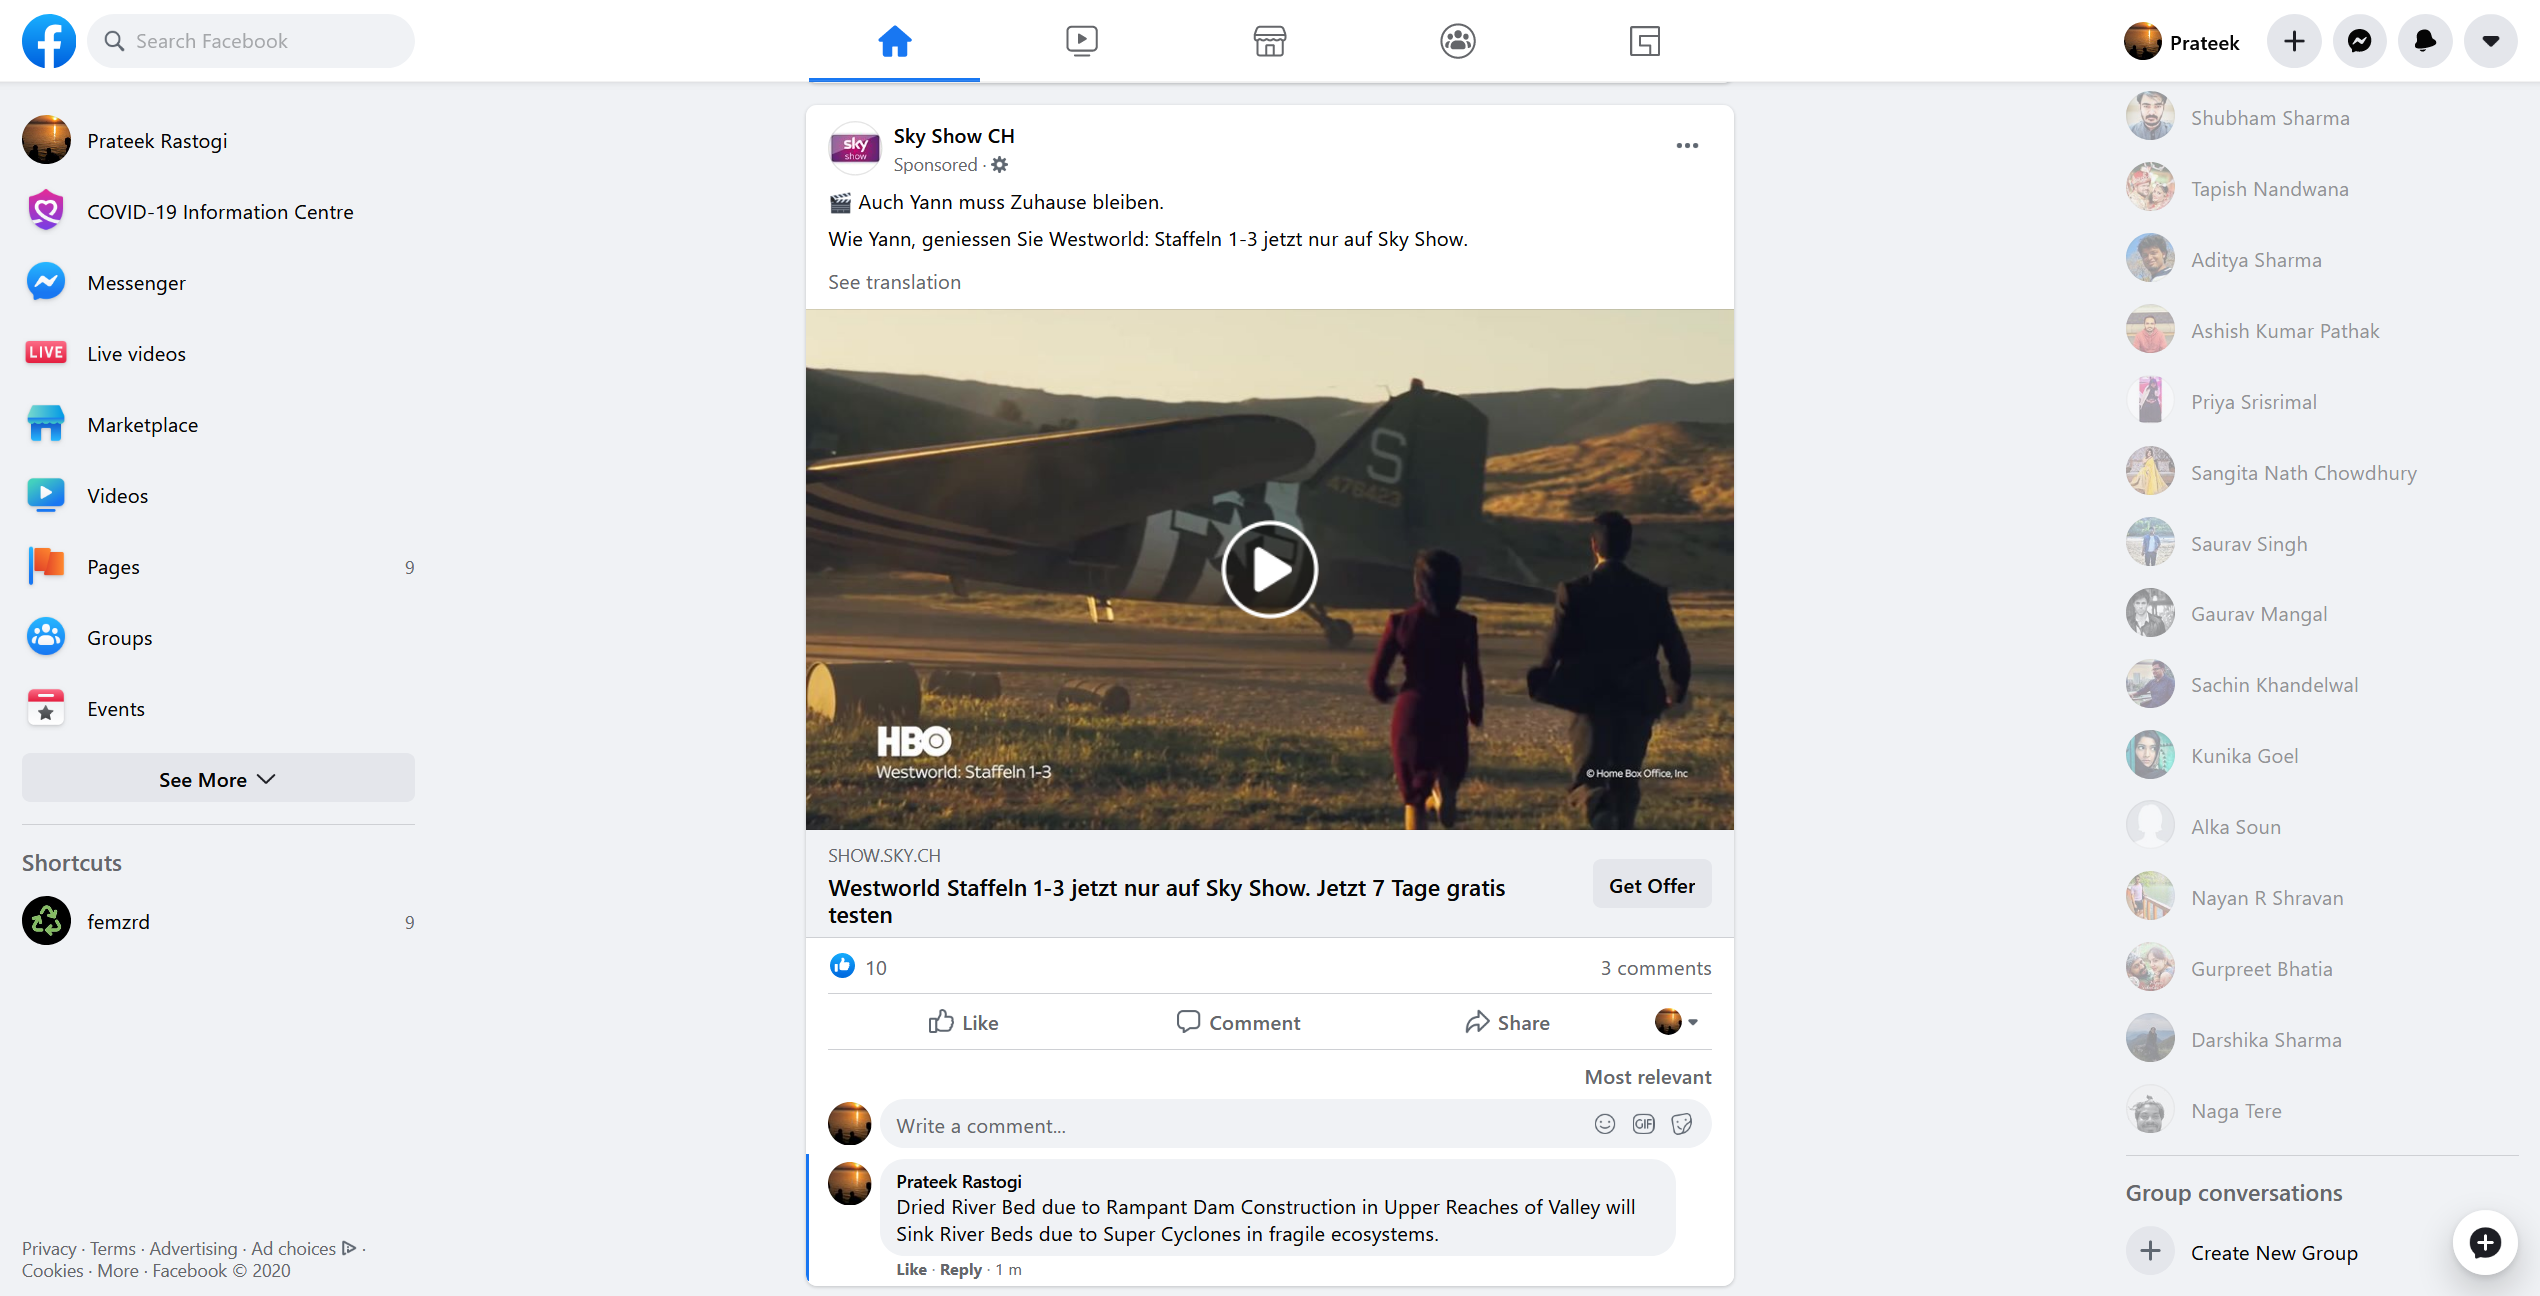 Search Facebook
Prateek
Prateek Rastogi
COVID-19 Information Centre
Messenger
LIVE
Live videos
Marketplace
Videos
Pages 9
Groups
Events
See More
Shortcuts
femzrd 9
Privacy · Terms · Advertising · Ad choices ·
Cookies · More · Facebook © 2020
sky
show
Sky Show CH
Sponsored ·
Auch Yann muss Zuhause bleiben.
Wie Yann, geniessen Sie Westworld: Staffeln 1-3 jetzt nur auf Sky Show.
See translation
S
476423
HBO
Westworld: Staffeln 1-3
© Home Box Office, Inc
SHOW.SKY.CH
Westworld Staffeln 1-3 jetzt nur auf Sky Show. Jetzt 7 Tage gratis
testen
Get Offer
10
3 comments
Like
Comment
Share
Most relevant
Write a comment...
GIF
Prateek Rastogi
Dried River Bed due to Rampant Dam Construction in Upper Reaches of Valley will
Sink River Beds due to Super Cyclones in fragile ecosystems.
Like · Reply · 1 m
Shubham Sharma
Tapish Nandwana
Aditya Sharma
Ashish Kumar Pathak
Priya Srisrimal
Sangita Nath Chowdhury
Saurav Singh
Gaurav Mangal
Sachin Khandelwal
Kunika Goel
Alka Soun
Nayan R Shravan
Gurpreet Bhatia
Darshika Sharma
Naga Tere
Group conversations
Create New Group